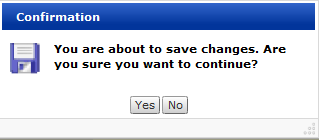 Confirmation
You are about to save changes. Are
you sure you want to continue?
Yes No